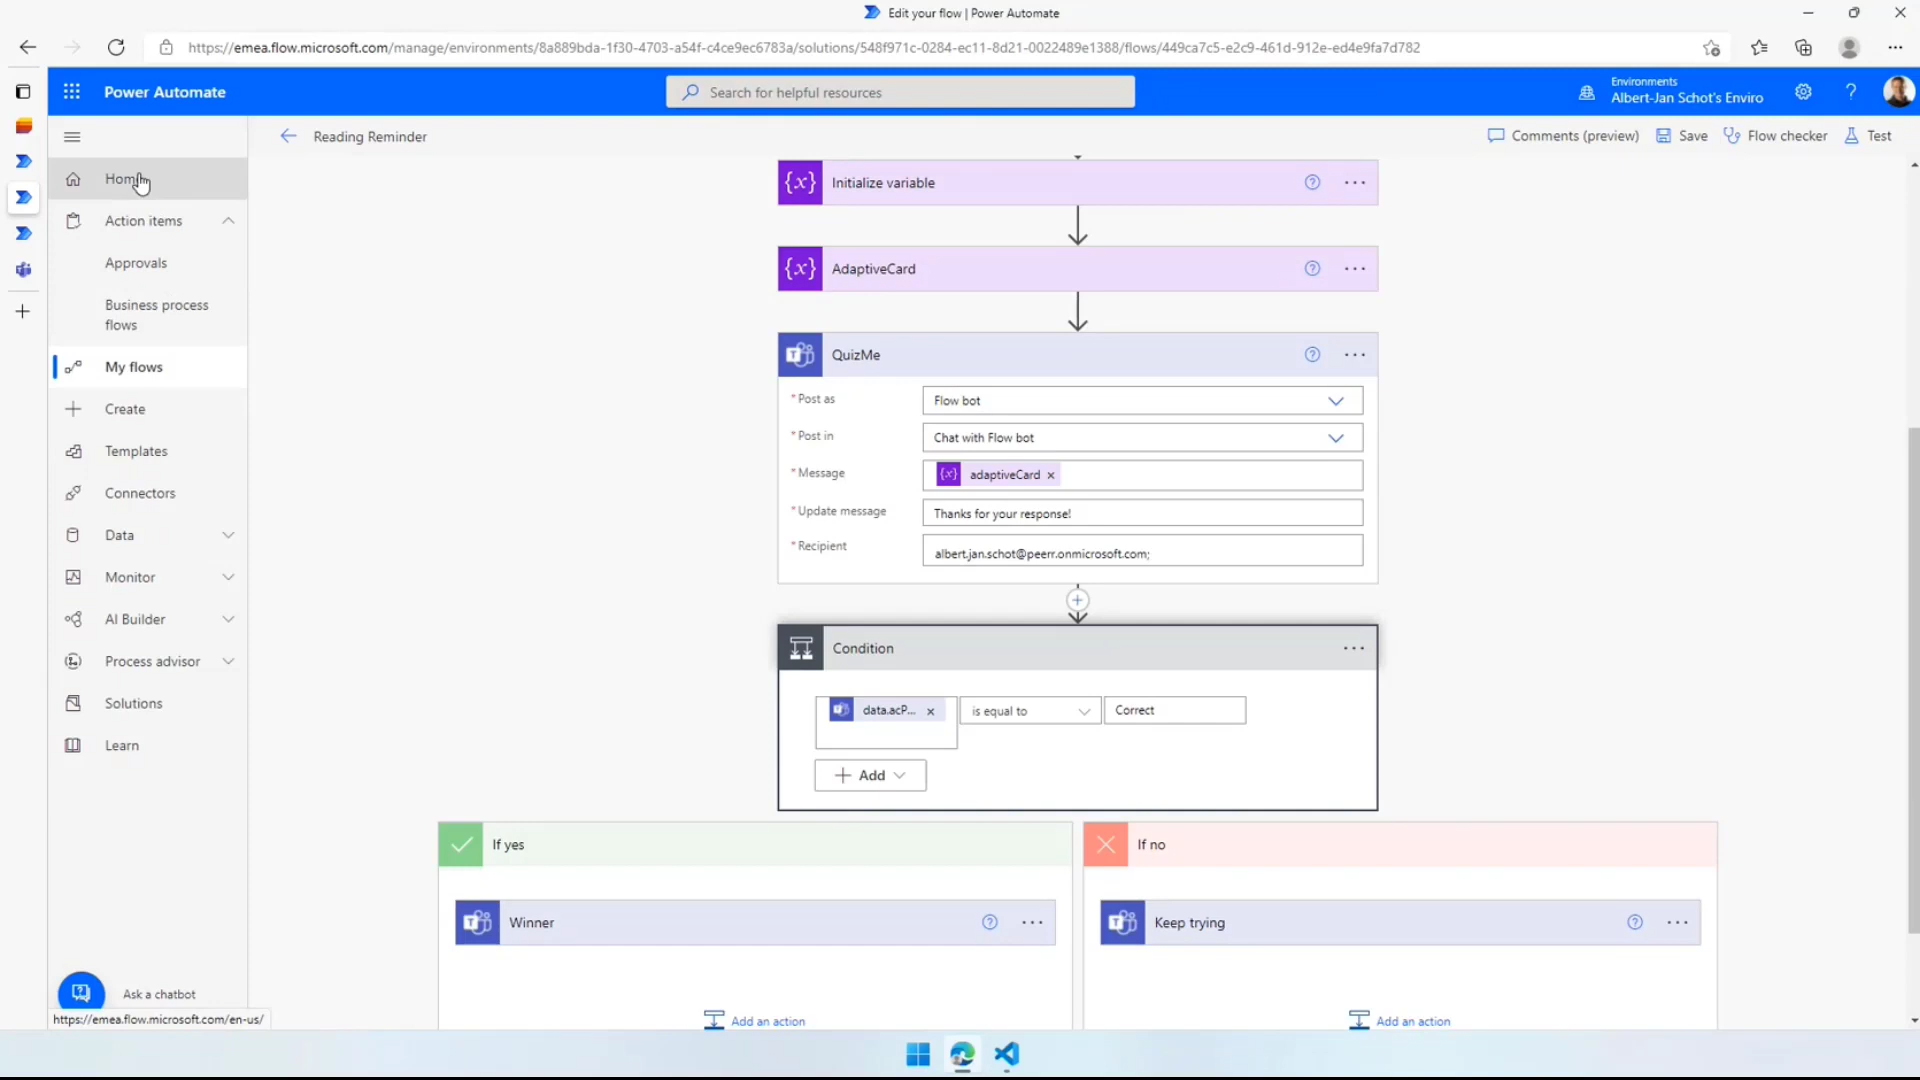 Edit your flow | Power Automate
https://emea.flow.microsoft.com/manage/environments/8a889bda-1f30-4703-a54f-c4ce9ec6783a/solutions/548f971c-0284-ec11-8d21-0022489e1388/flows/449ca7c5-e2c9-461d-912e-ed4e9fa7d782
Power Automate
Search for helpful resources
Environments
Albert-Jan Schot's Enviro
Reading Reminder
Comments (preview)
Save
Flow checker
Test
Home
Action items
Approvals
Business process
flows
My flows
Create
Templates
Connectors
Data
Monitor
AI Builder
Process advisor
Solutions
Learn
Ask a chatbot
https://emea.flow.microsoft.com/en-us/
{x} Initialize variable
{x} AdaptiveCard
QuizMe
* Post as
Flow bot
* Post in
Chat with Flow bot
* Message
{x} adaptiveCard ×
* Update message
Thanks for your response!
* Recipient
albert.jan.schot@peerr.onmicrosoft.com;
Condition
data.acP... ×
is equal to
Correct
Add
If yes
Winner
Add an action
If no
Keep trying
Add an action